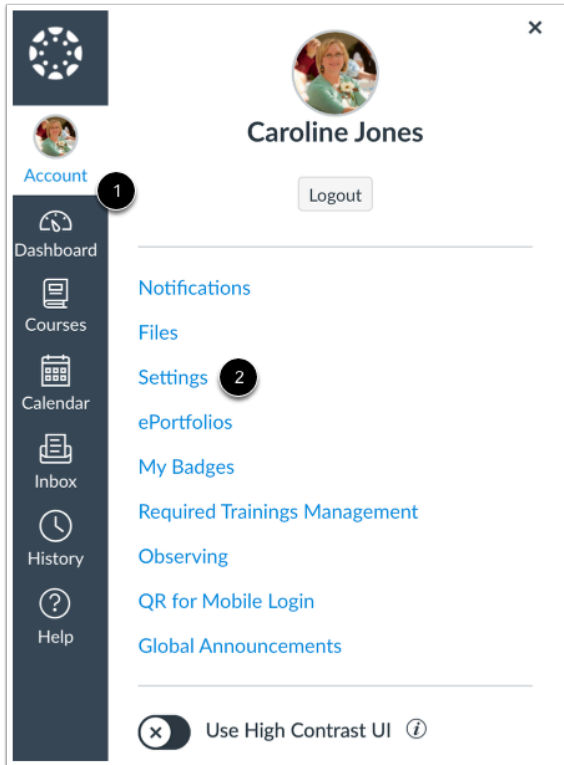 Account
1
Dashboard
Courses
Calendar
Inbox
History
Help
Caroline Jones
Logout
Notifications
Files
Settings 2
ePortfolios
My Badges
Required Trainings Management
Observing
QR for Mobile Login
Global Announcements
Use High Contrast UI i